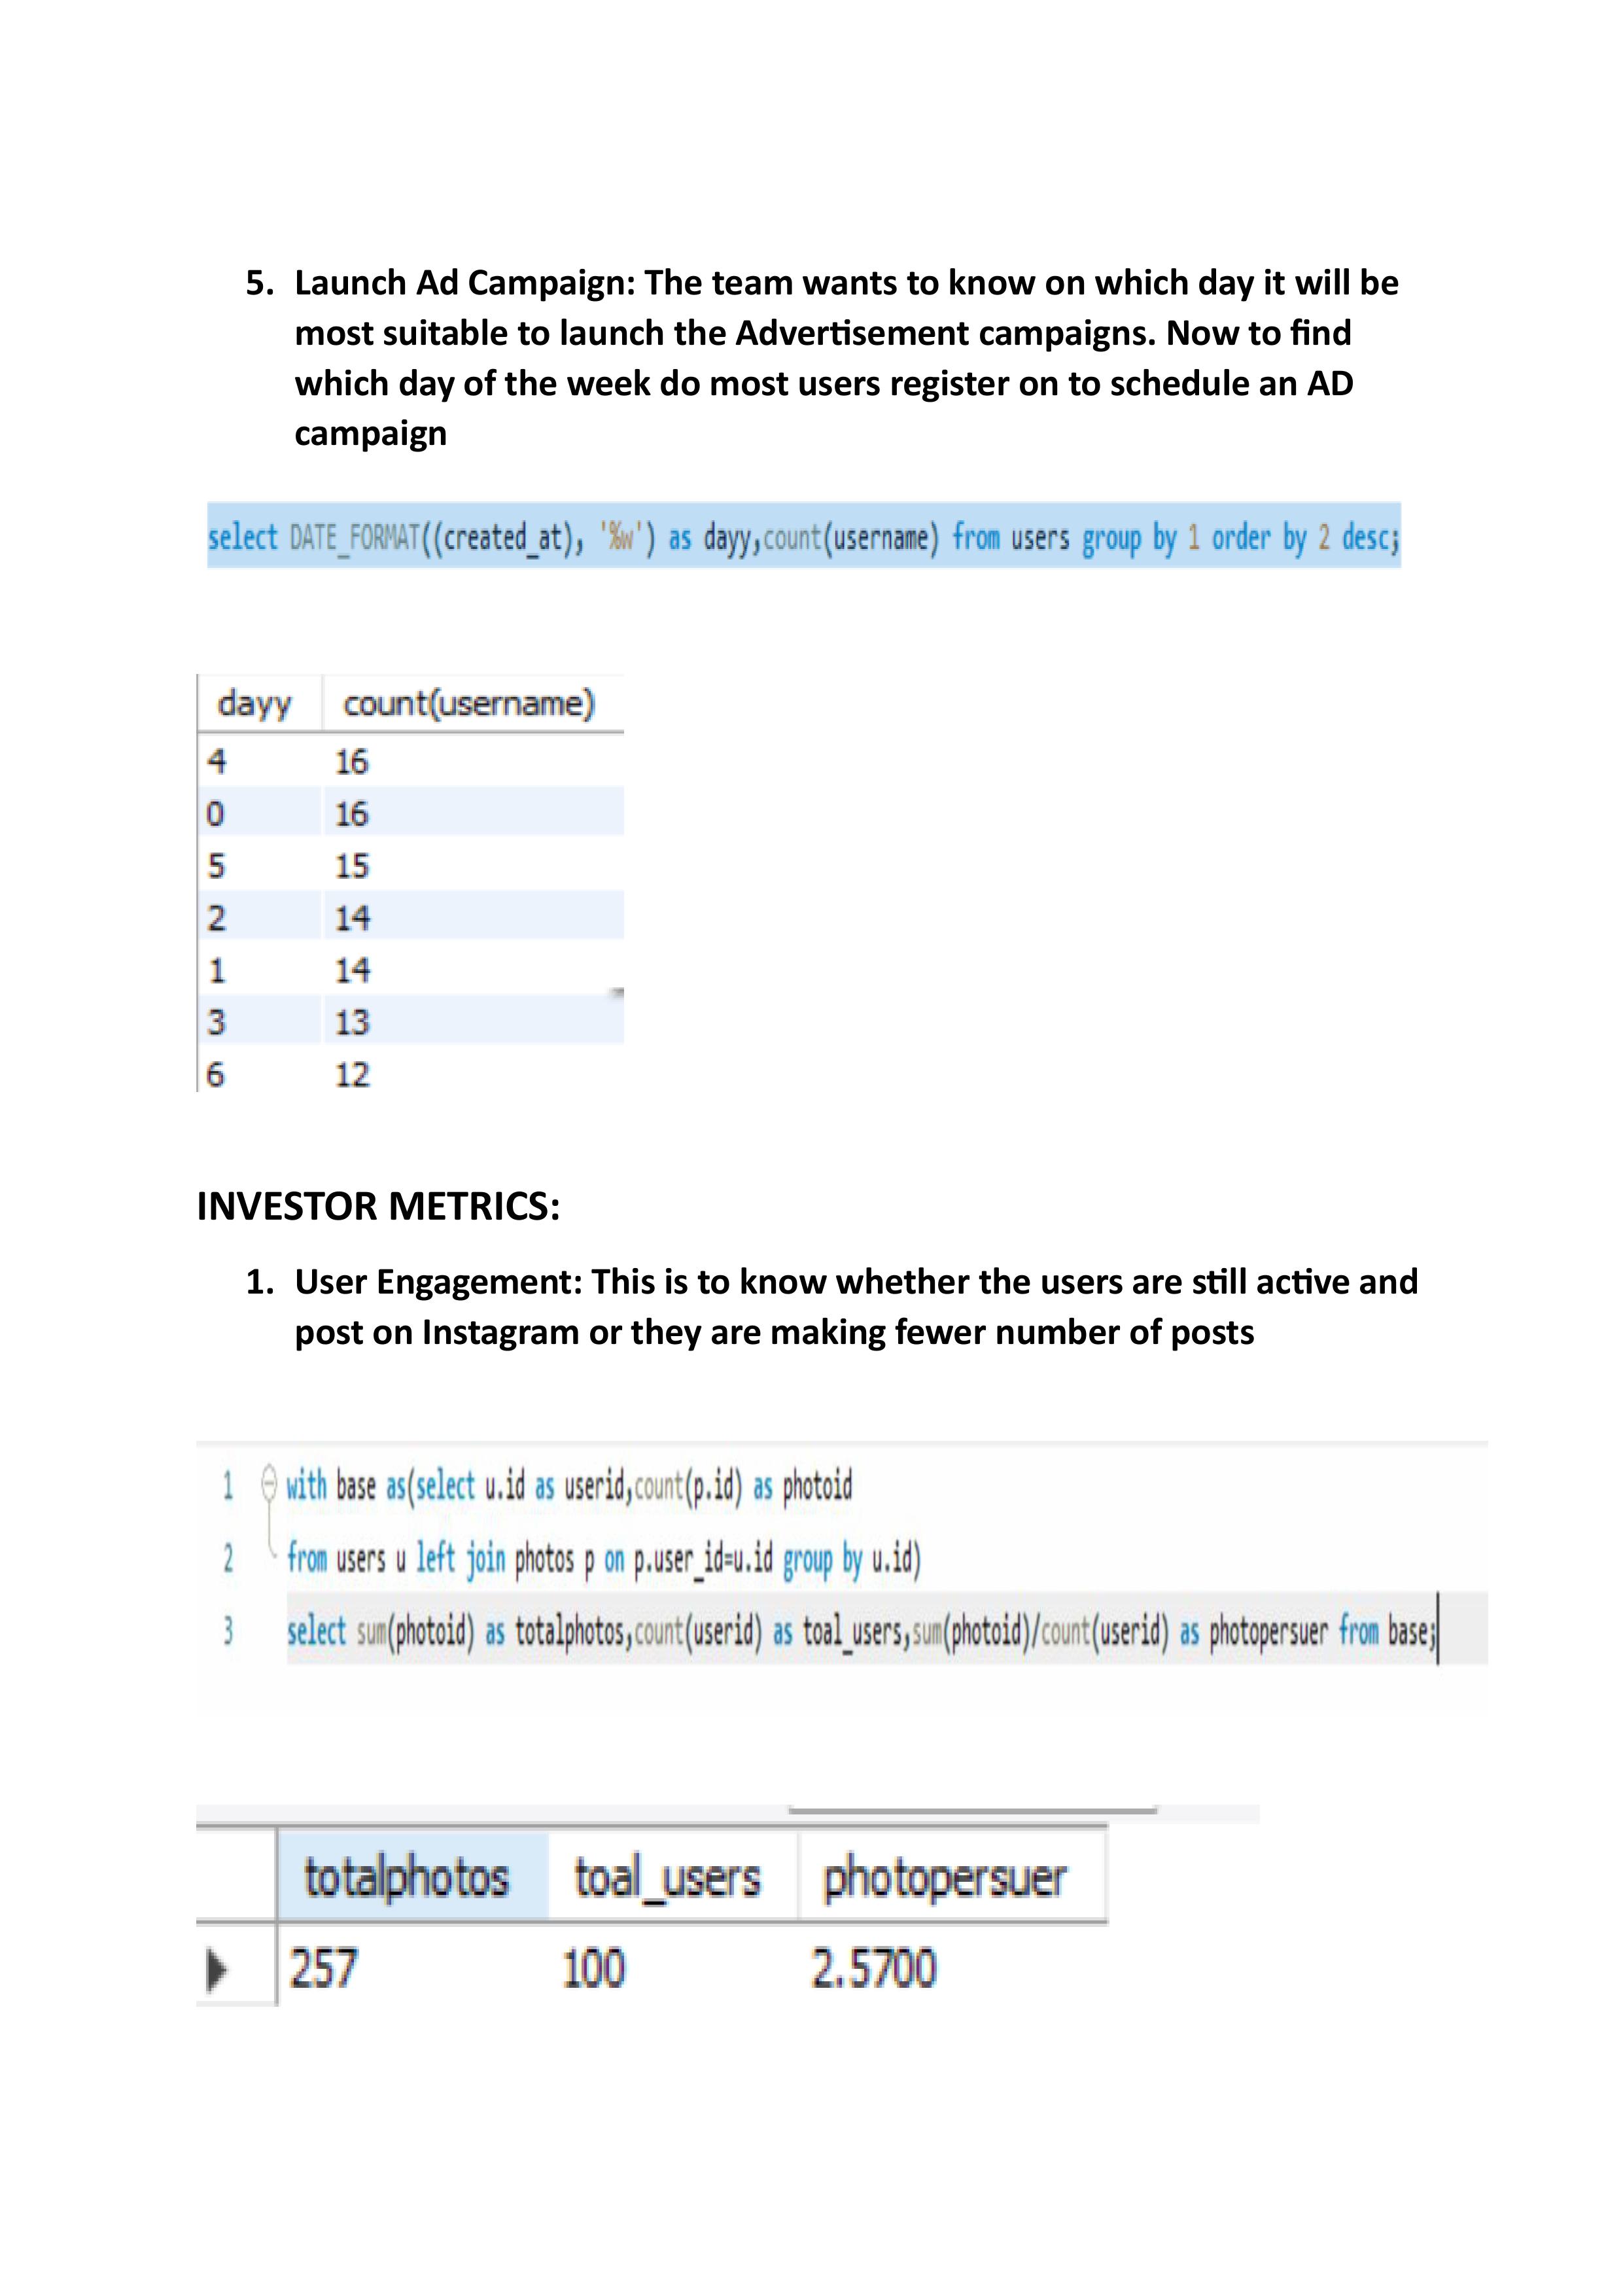 5. Launch Ad Campaign: The team wants to know on which day it will be
most suitable to launch the Advertisement campaigns. Now to find
which day of the week do most users register on to schedule an AD
campaign
select DATE_FORMAT((created_at), '%w') as dayy,count(username) from users group by 1 order by 2 desc;
dayy count(username)
4 16
0 16
5 15
2 14
1 14
3 13
6 12
INVESTOR METRICS:
1. User Engagement: This is to know whether the users are still active and
post on Instagram or they are making fewer number of posts
1 with base as(select u.id as userid,count(p.id) as photoid
2 from users u left join photos p on p.user_id=u.id group by u.id)
3 select sum(photoid) as totalphotos,count(userid) as toal_users,sum(photoid)/count(userid) as photopersuer from base;
totalphotos toal_users photopersuer
257 100 2.5700